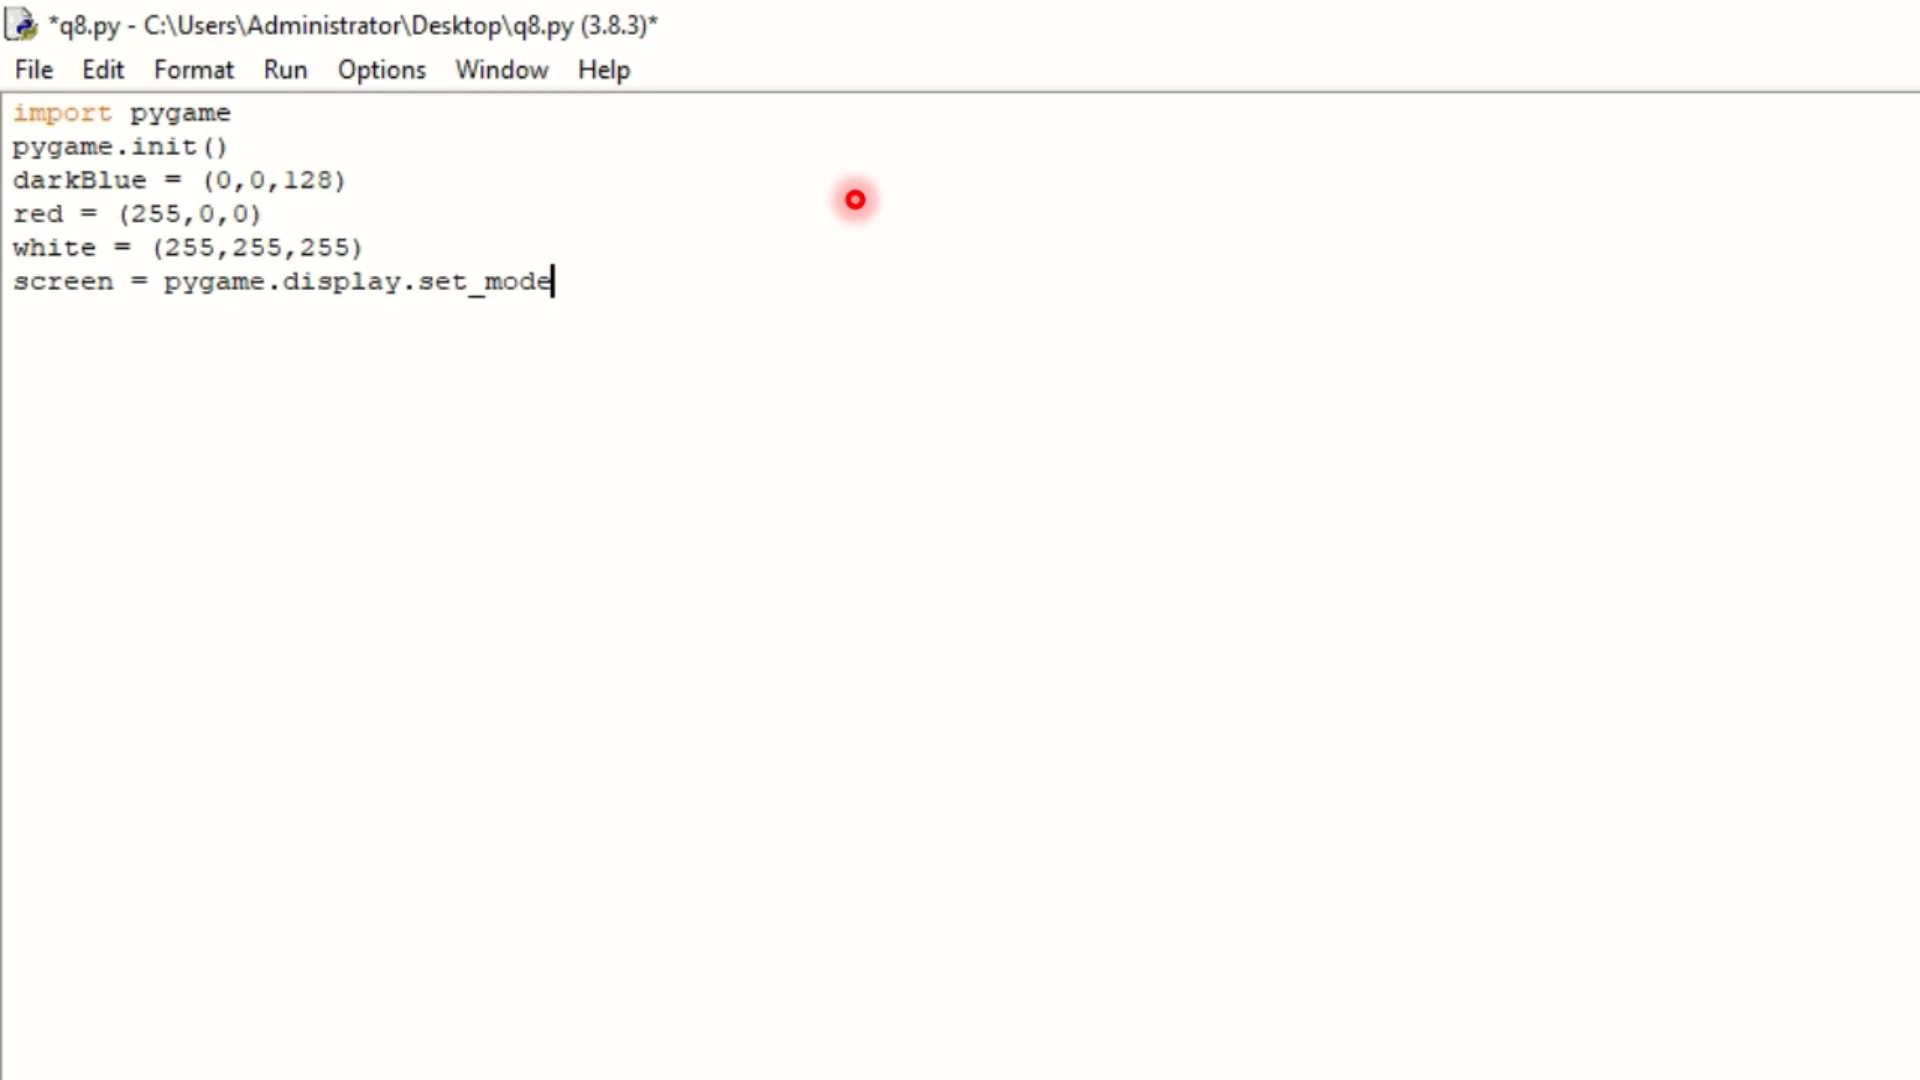 *q8.py - C:\Users\Administrator\Desktop\q8.py (3.8.3)*
File Edit Format Run Options Window Help
import pygame
pygame.init()
darkBlue = (0,0,128)
red = (255,0,0)
white = (255,255,255)
screen = pygame.display.set_mode